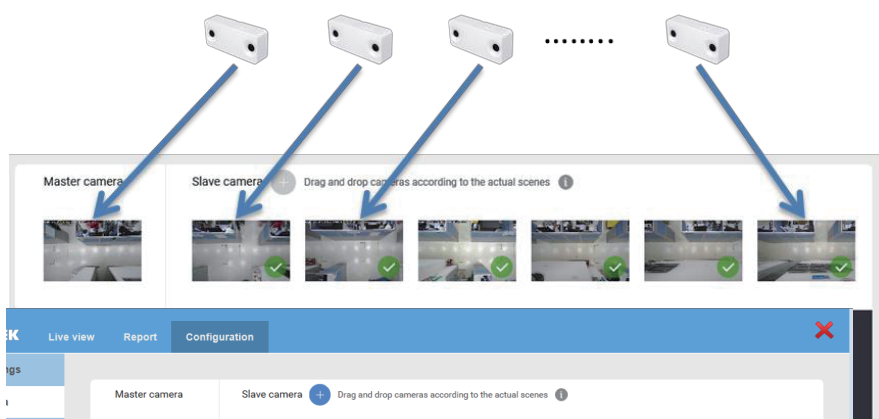 ........
Master camera
Slave camera + Drag and drop cameras according to the actual scenes i
EK Live view Report Configuration
ngs
Master camera Slave camera + Drag and drop cameras according to the actual scenes i